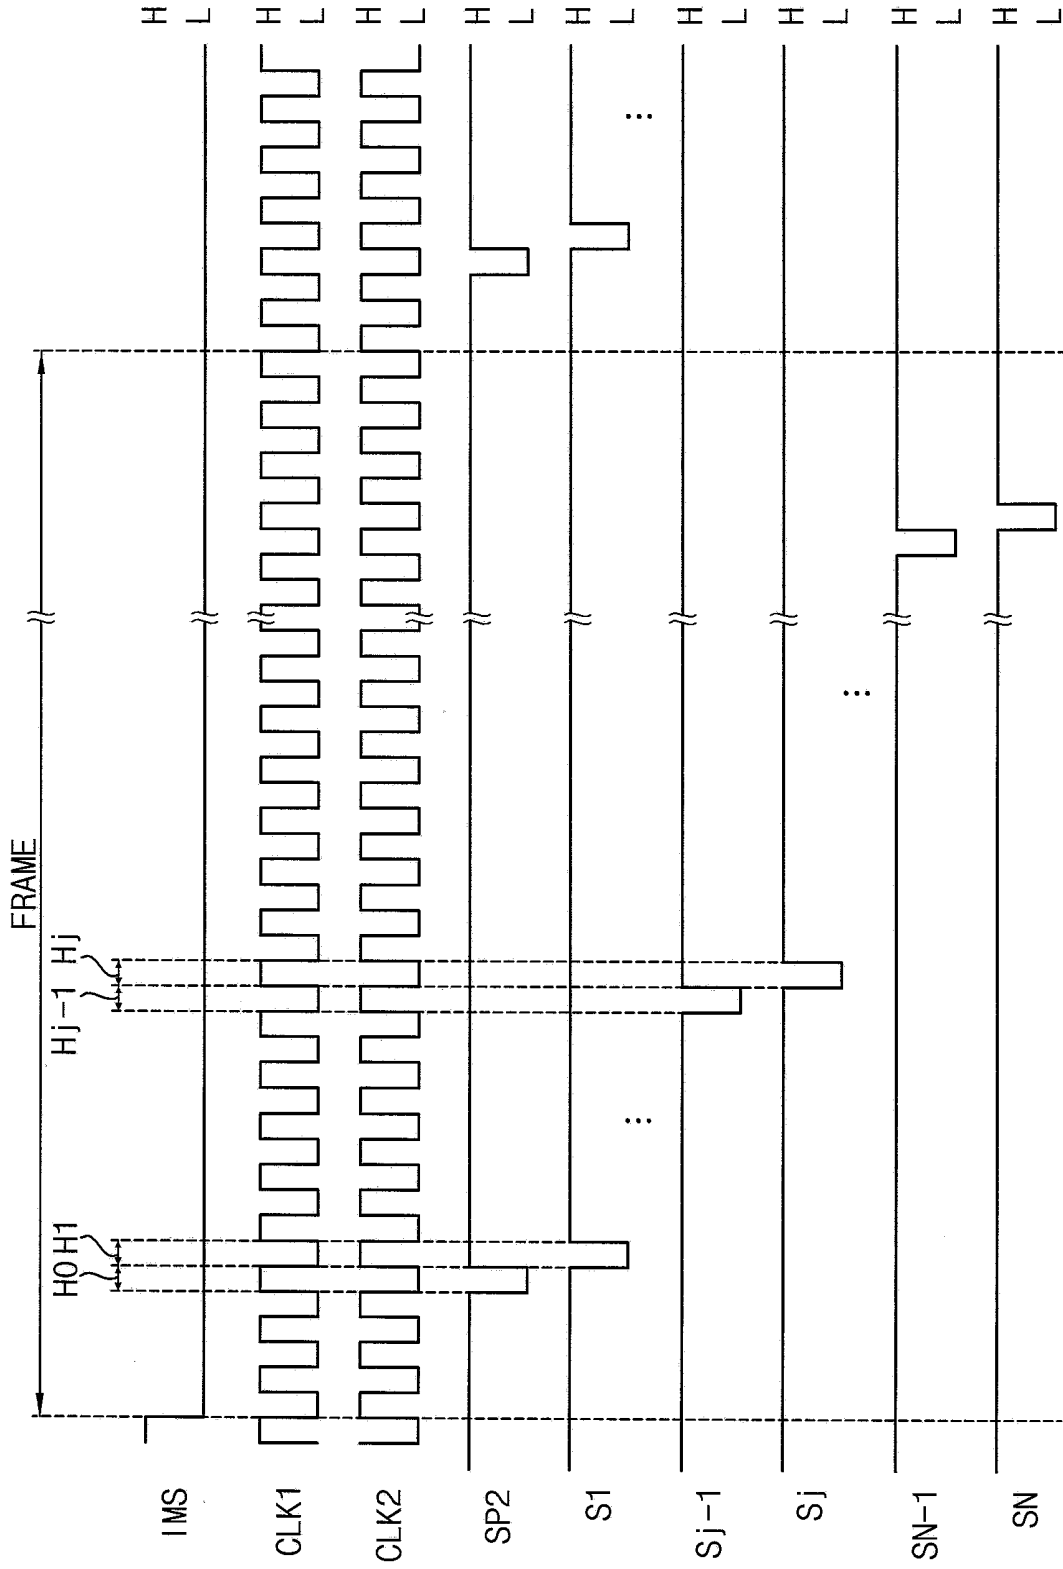 FRAME
H0 H1 Hj-1 Hj
IMS H L
CLK1 H L
CLK2 H L
SP2 H L
S1 ... ... H L
Sj-1 H L
Sj ... H L
SN-1 H L
SN H L